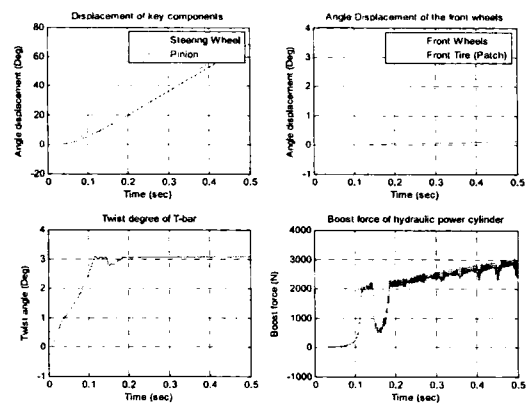 Displacement of key components
80
60
40
20
0
-20
Angle displacement (Deg)
Steering Wheel
Pinion
0 0.1 0.2 0.3 0.4 0.5
Time (sec)
Angle Displacement of the front wheels
4
3
2
1
0
-1
Angle displacement (Deg)
Front Wheels
Front Tire (Patch)
0 0.1 0.2 0.3 0.4 0.5
Time (sec)
Twist degree of T-bar
4
3
2
1
0
-1
Twist angle (Deg)
0 0.1 0.2 0.3 0.4 0.5
Time (sec)
Boost force of hydraulic power cylinder
4000
3000
2000
1000
0
-1000
Boost force (N)
0 0.1 0.2 0.3 0.4 0.5
Time (sec)